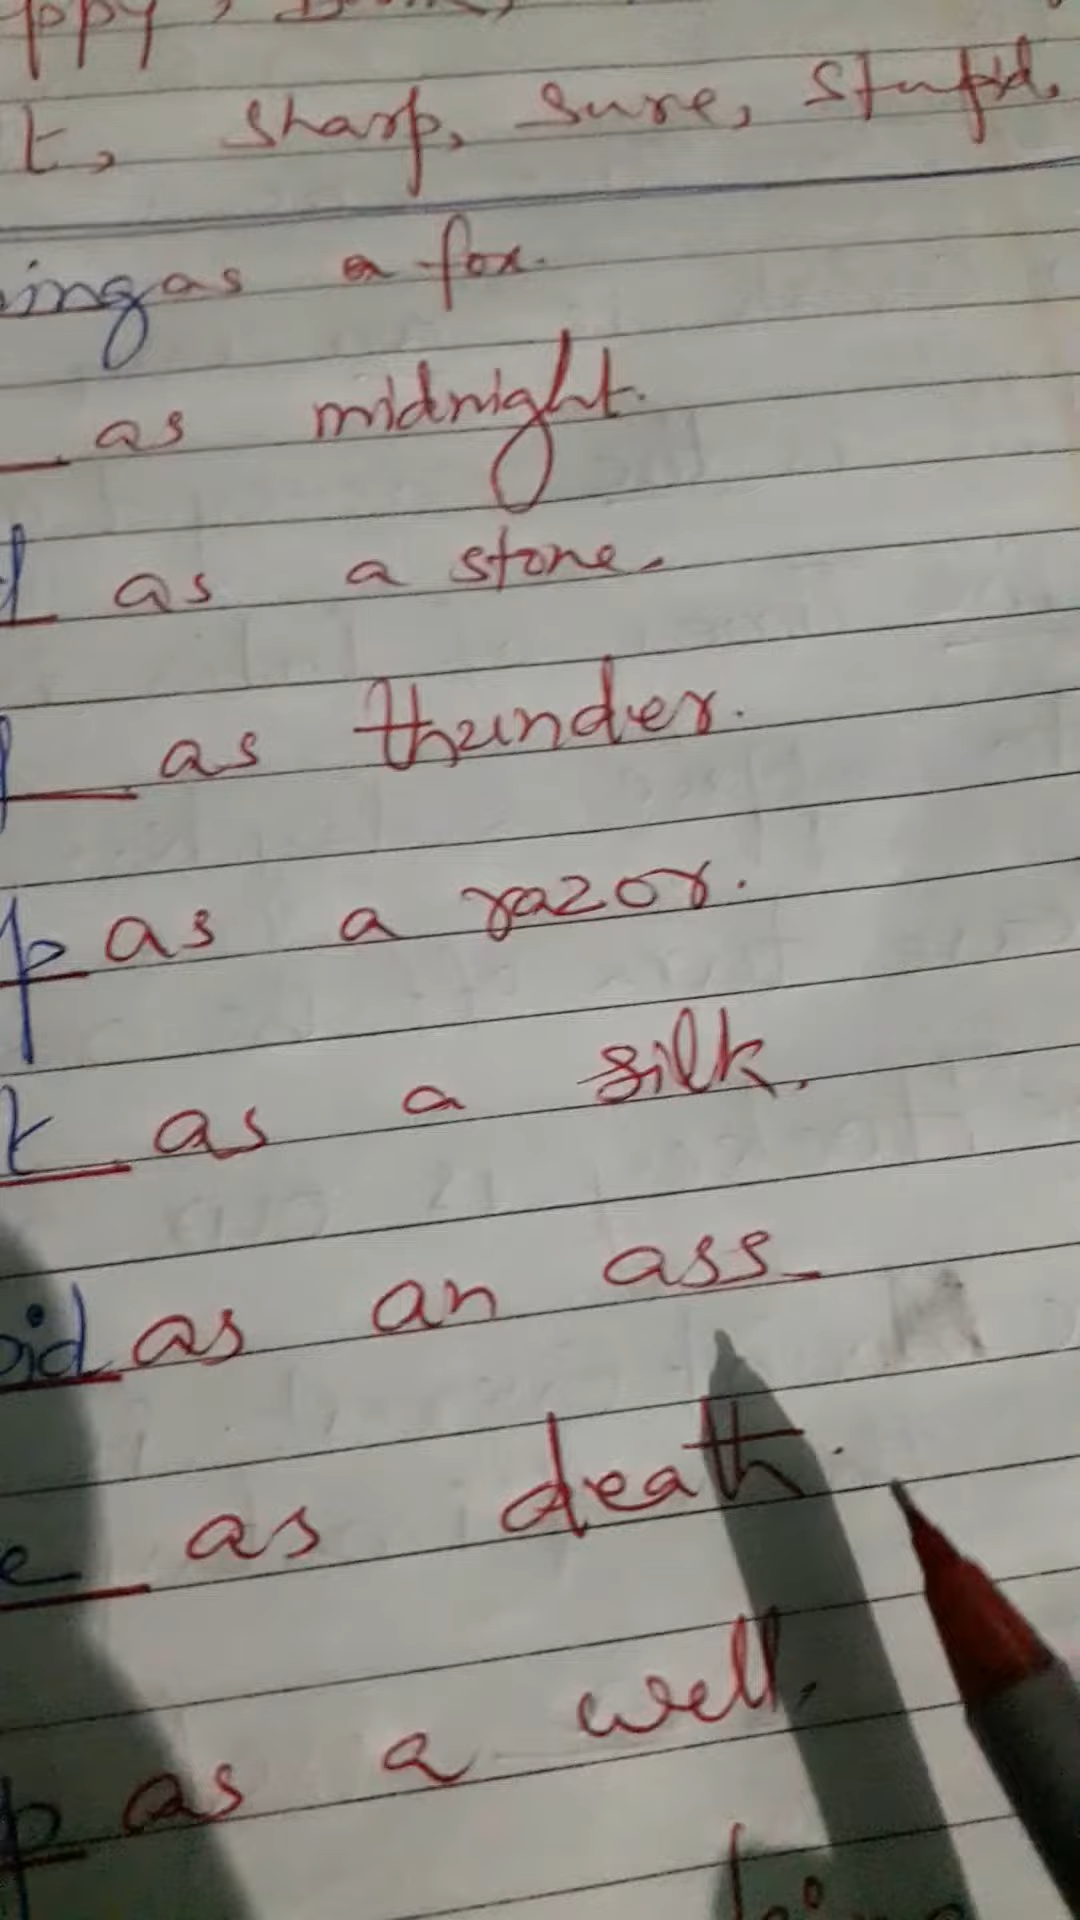 t, sharp, sure, stupid,
ing as a fox.
as midnight.
d as a stone.
as thunder.
p as a razor.
t as a silk.
pid as an ass
e as death.
p as a well.